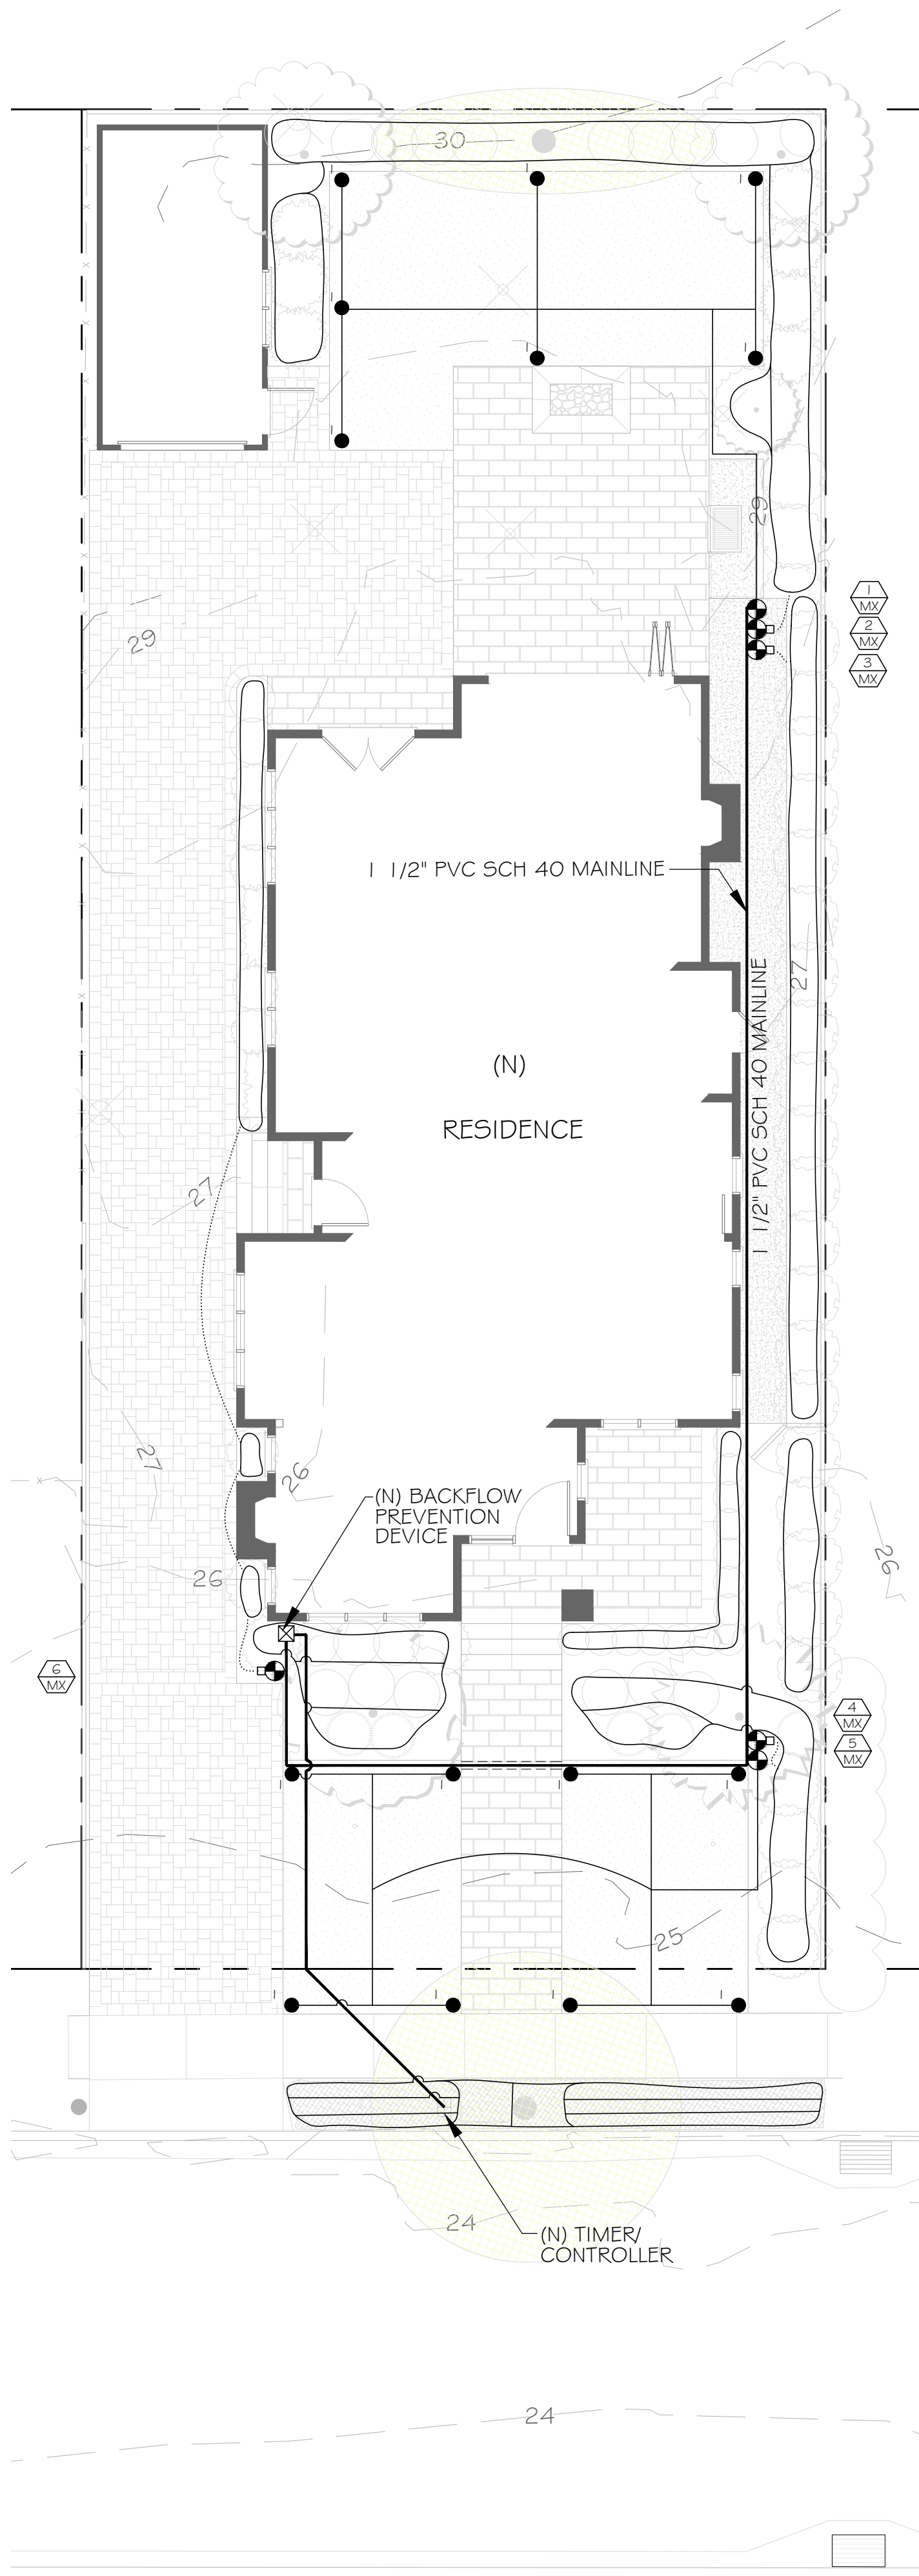 30
29
1
MX
2
MX
3
MX
29
1 1/2" PVC SCH 40 MAINLINE
27
1 1/2" PVC SCH 40 MAINLINE
(N)
RESIDENCE
27
27
26
(N) BACKFLOW
PREVENTION
DEVICE
26
26
6
MX
4
MX
5
MX
25
24
(N) TIMER/
CONTROLLER
24